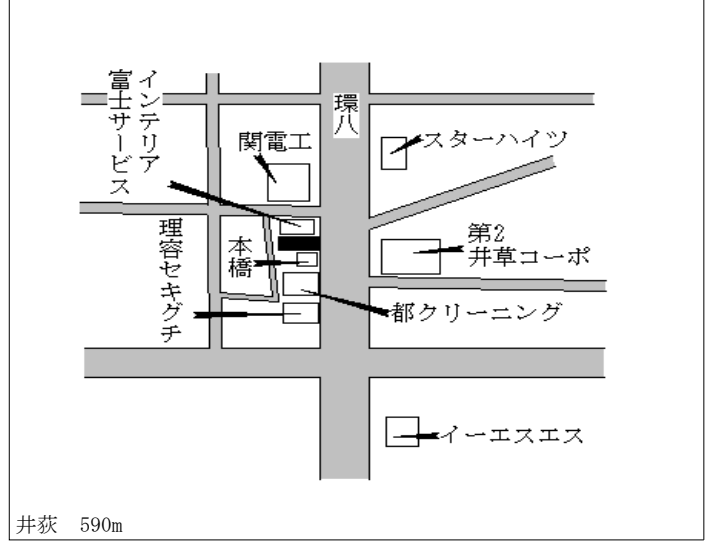 環八
インテリア
富士サービス
関電工
スターハイツ
理容セキグチ
本橋
第2
井草コーポ
都クリーニング
イーエスエス
井荻 590m